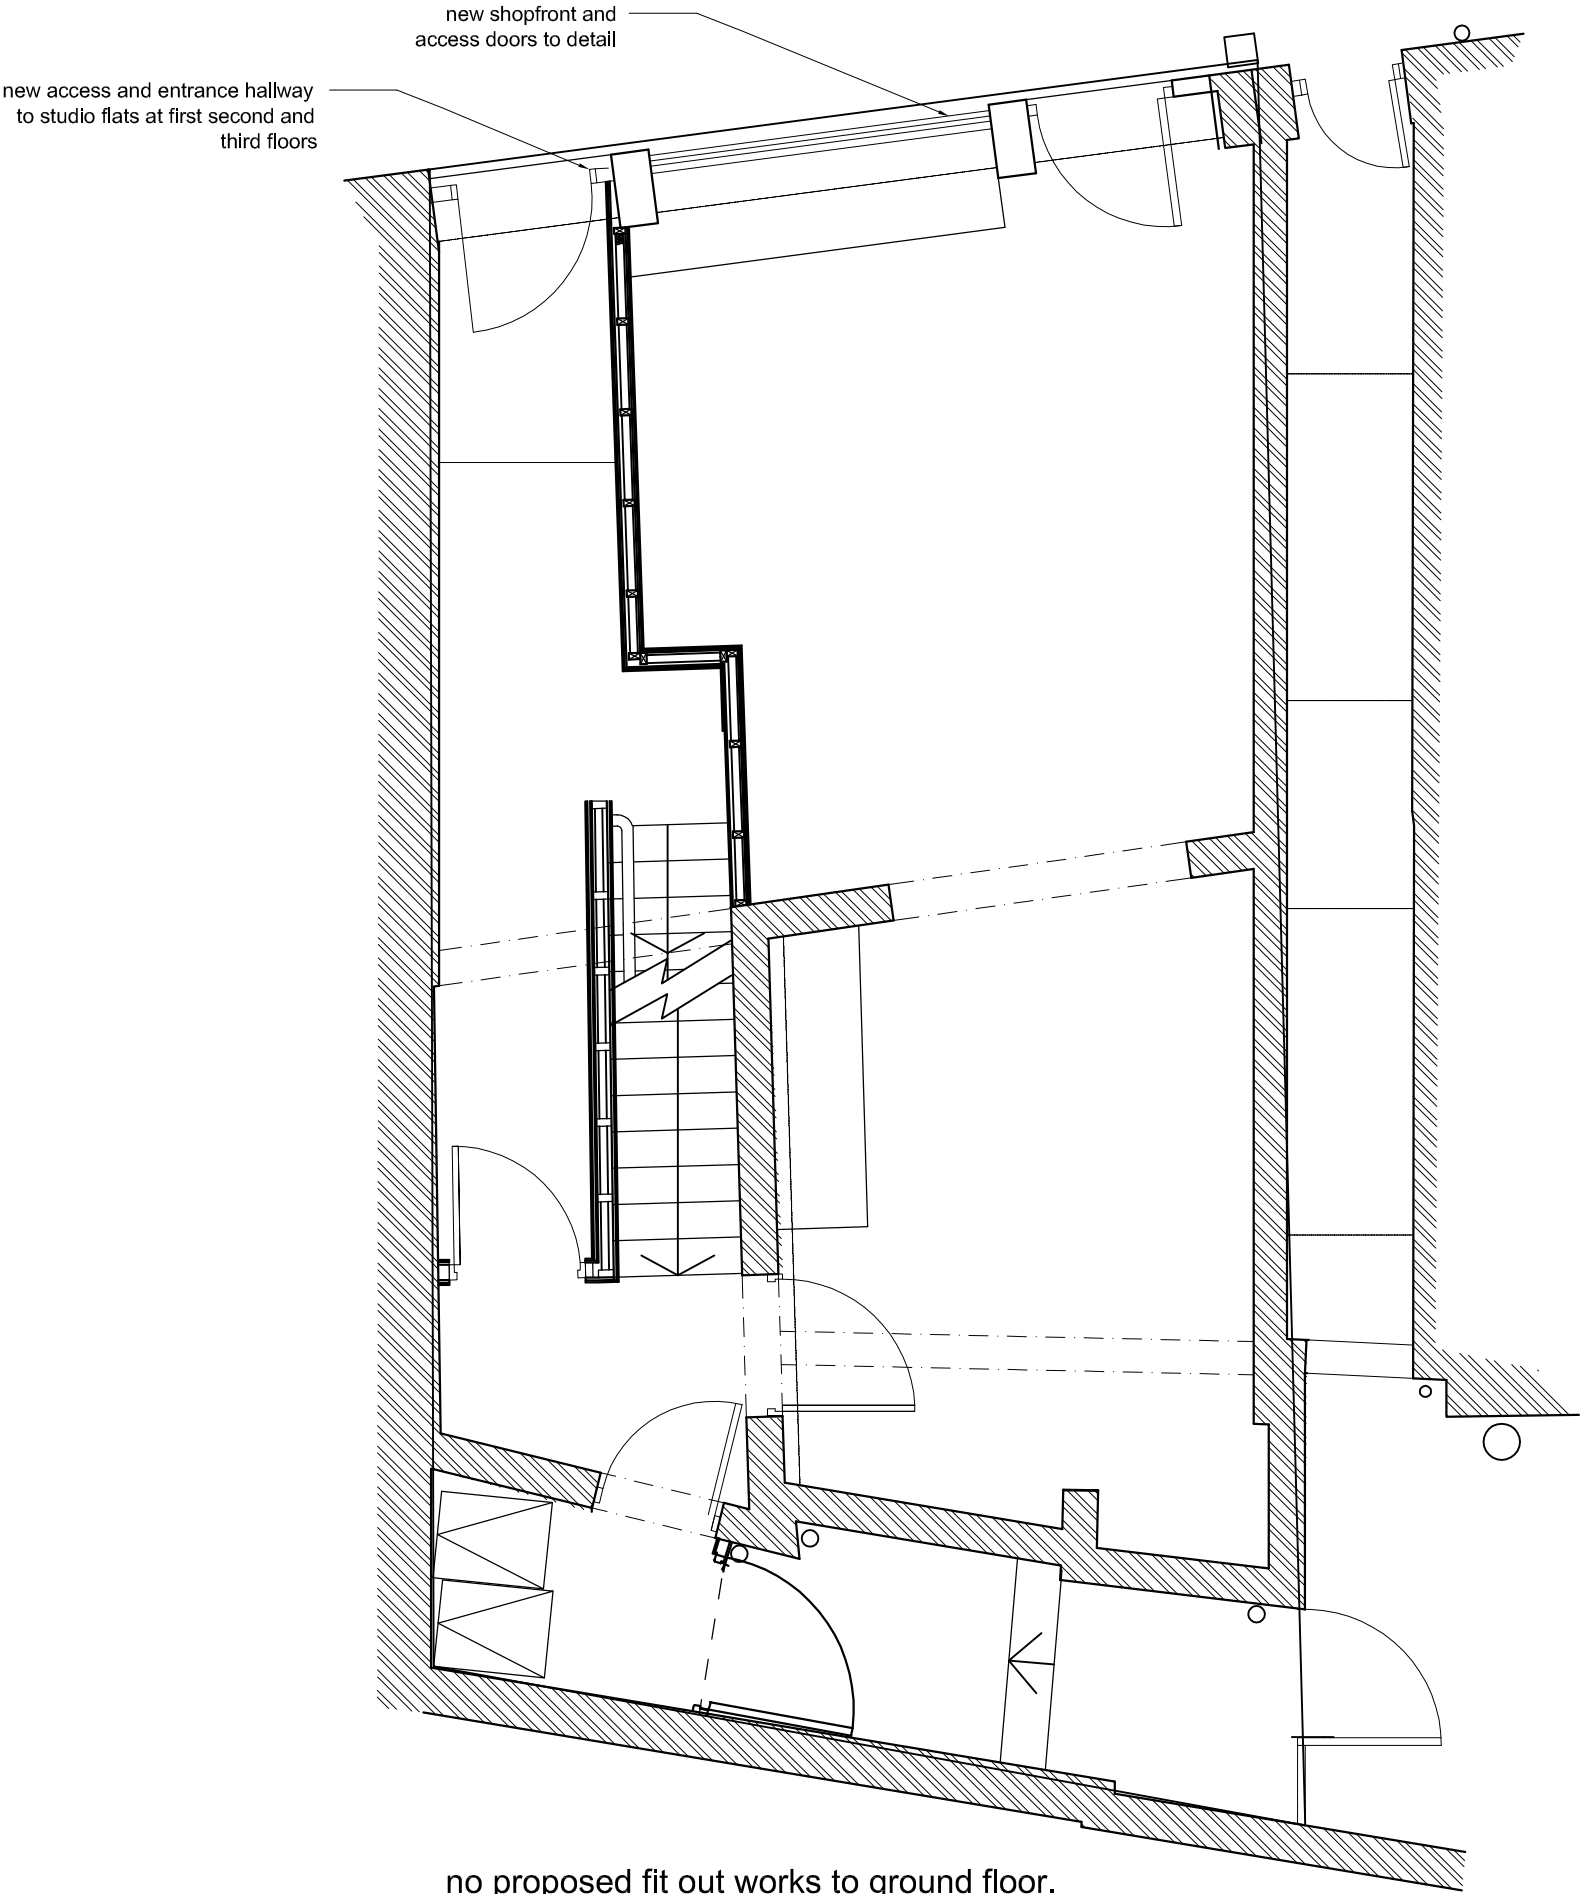 new shopfront and
access doors to detail
new access and entrance hallway
to studio flats at first second and
third floors
no proposed fit out works to ground floor.